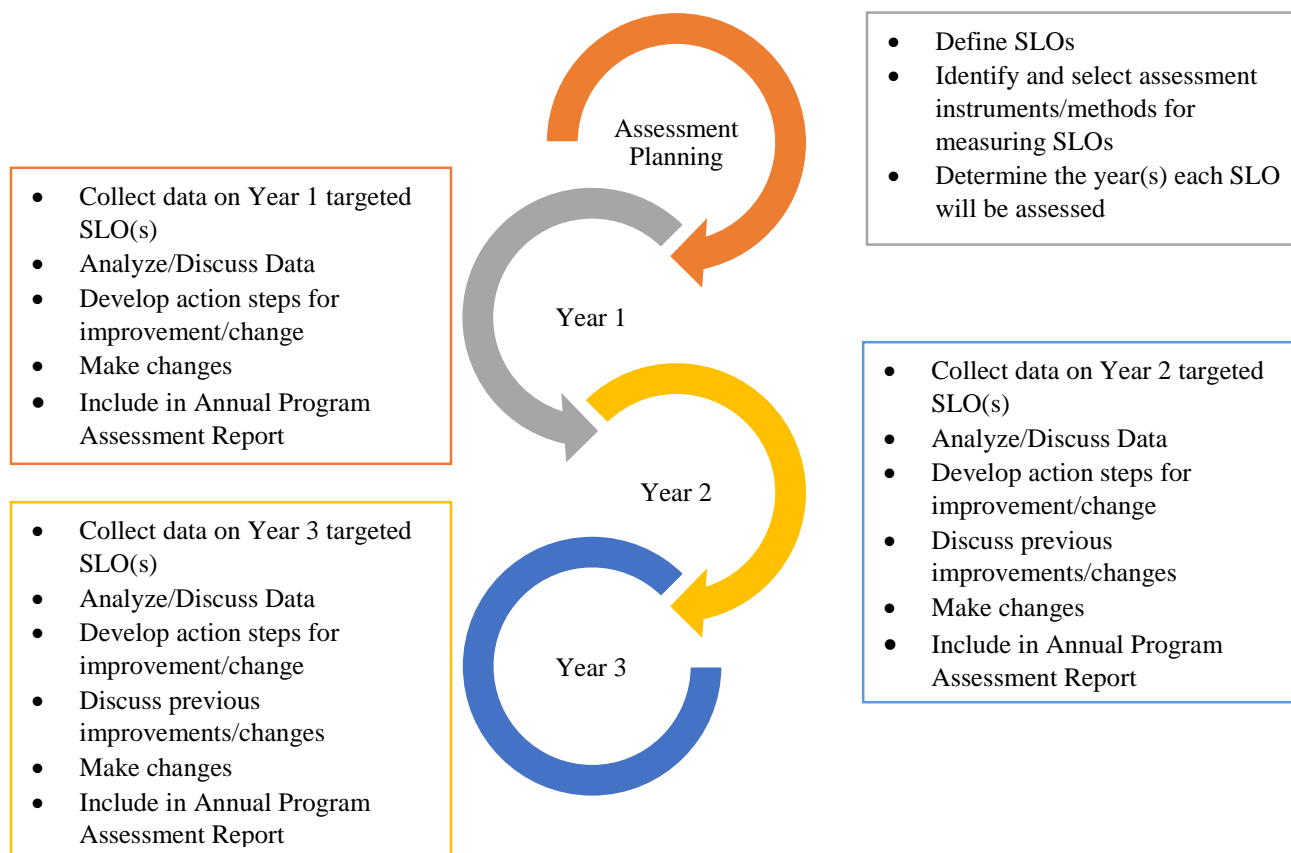 Assessment
Planning
• Define SLOs
• Identify and select assessment
instruments/methods for
measuring SLOs
• Determine the year(s) each SLO
will be assessed
• Collect data on Year 1 targeted
SLO(s)
• Analyze/Discuss Data
• Develop action steps for
improvement/change
• Make changes
• Include in Annual Program
Assessment Report
Year 1
Year 2
• Collect data on Year 2 targeted
SLO(s)
• Analyze/Discuss Data
• Develop action steps for
improvement/change
• Discuss previous
improvements/changes
• Make changes
• Include in Annual Program
Assessment Report
• Collect data on Year 3 targeted
SLO(s)
• Analyze/Discuss Data
• Develop action steps for
improvement/change
• Discuss previous
improvements/changes
• Make changes
• Include in Annual Program
Assessment Report
Year 3